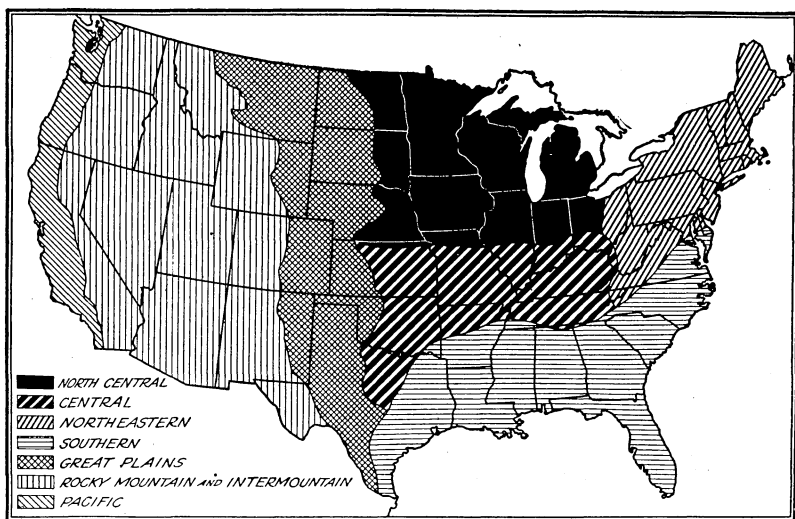 NORTH CENTRAL
CENTRAL
NORTHEASTERN
SOUTHERN
GREAT PLAINS
ROCKY MOUNTAIN AND INTERMOUNTAIN
PACIFIC